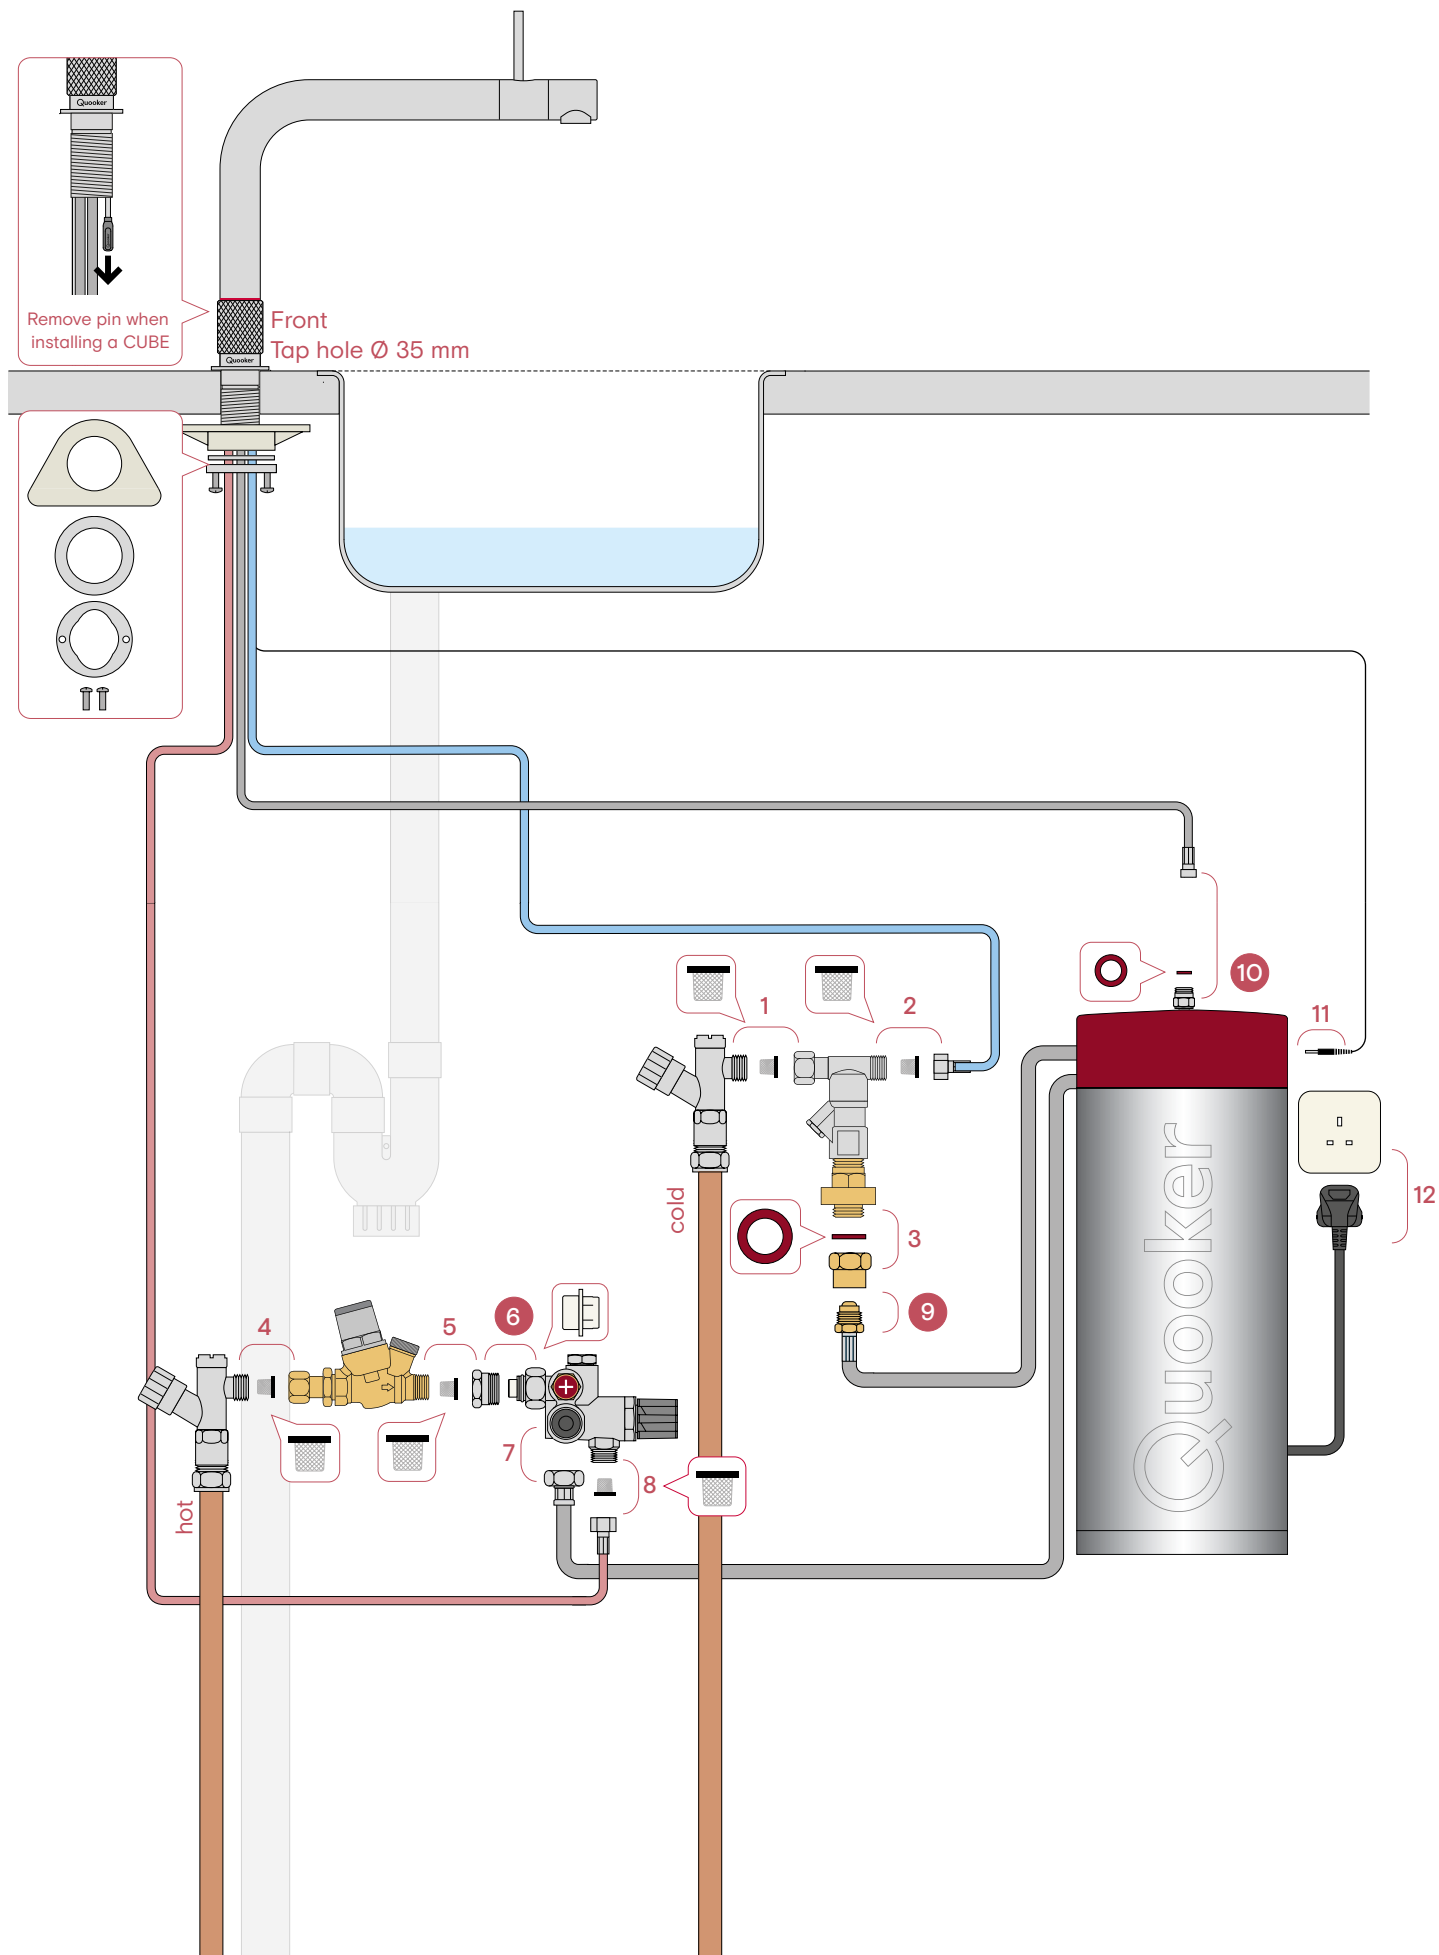 Quooker
Remove pin when
installing a CUBE
Front
Tap hole Ø 35 mm
Quooker
10
1
2
11
cold
12
3
9
6
4
5
7
8
hot
Quooker